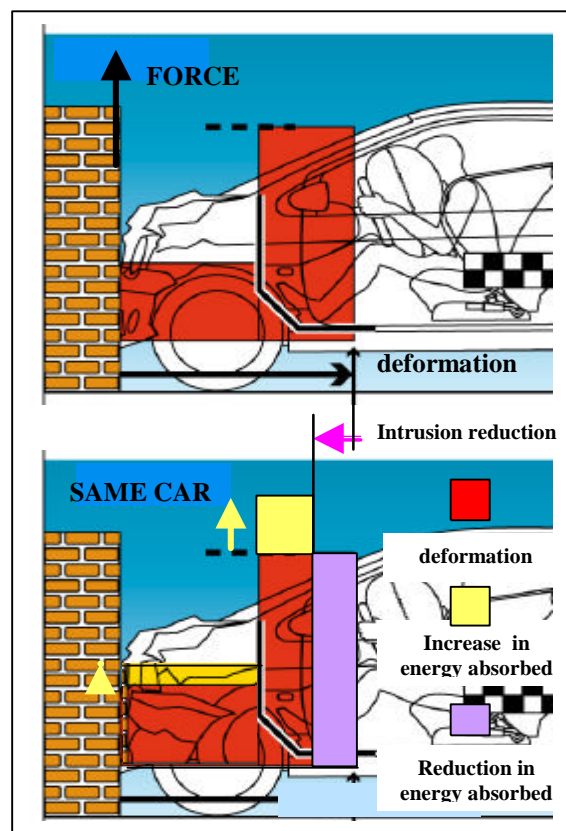 FORCE
deformation
Intrusion reduction
SAME CAR
deformation
Increase in
energy absorbed
Reduction in
energy absorbed